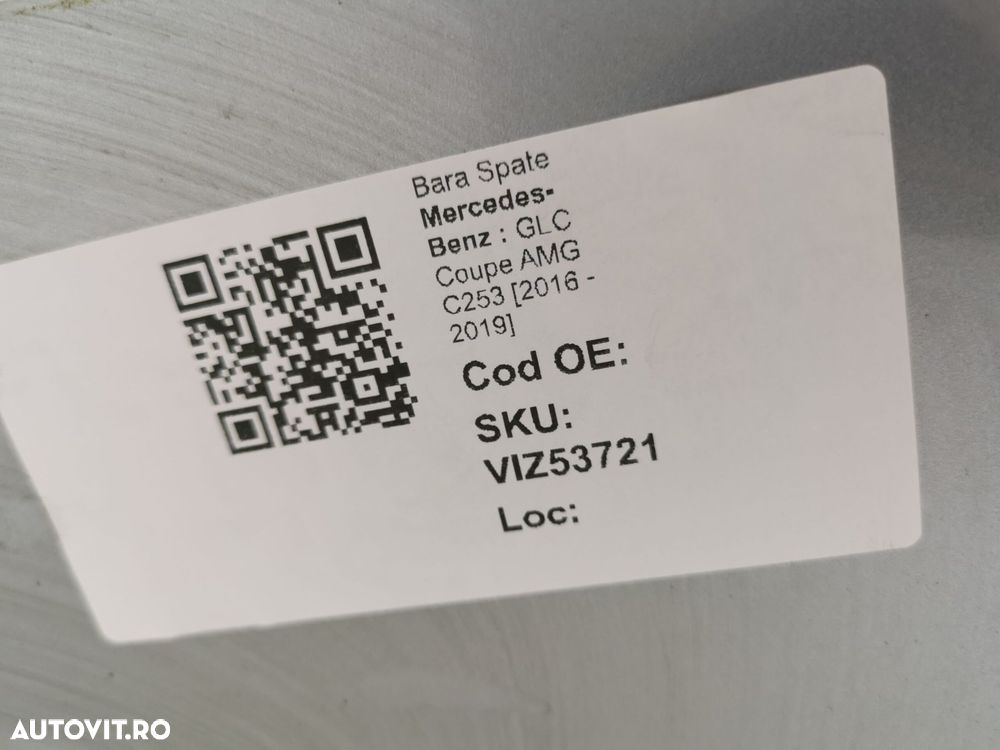 Bara Spate
Mercedes-
Benz : GLC
Coupe AMG
C253 [2016 -
2019]
Cod OE:
SKU:
VIZ53721
Loc:
AUTOVIT.RO